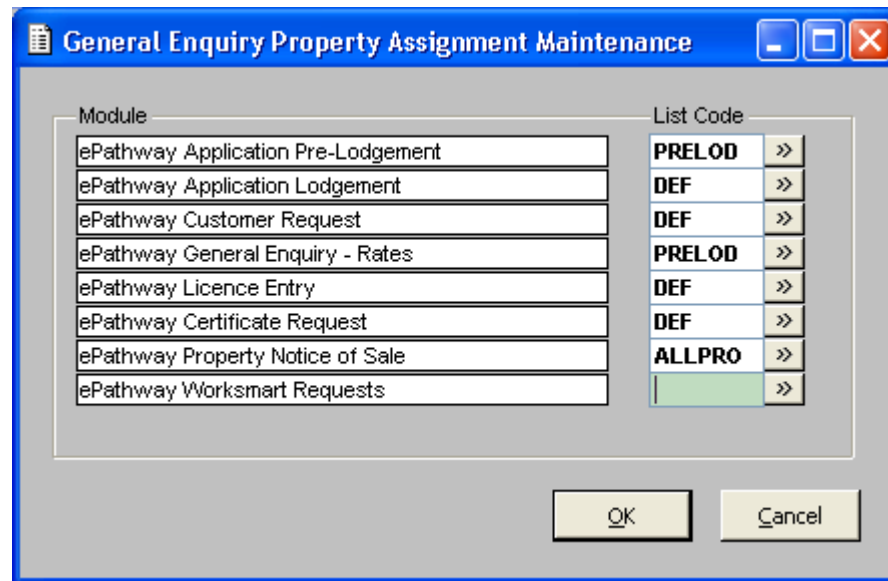 General Enquiry Property Assignment Maintenance
Module List Code
ePathway Application Pre-Lodgement PRELOD >>
ePathway Application Lodgement DEF >>
ePathway Customer Request DEF >>
ePathway General Enquiry - Rates PRELOD >>
ePathway Licence Entry DEF >>
ePathway Certificate Request DEF >>
ePathway Property Notice of Sale ALLPRO >>
ePathway Worksmart Requests >>
OK Cancel